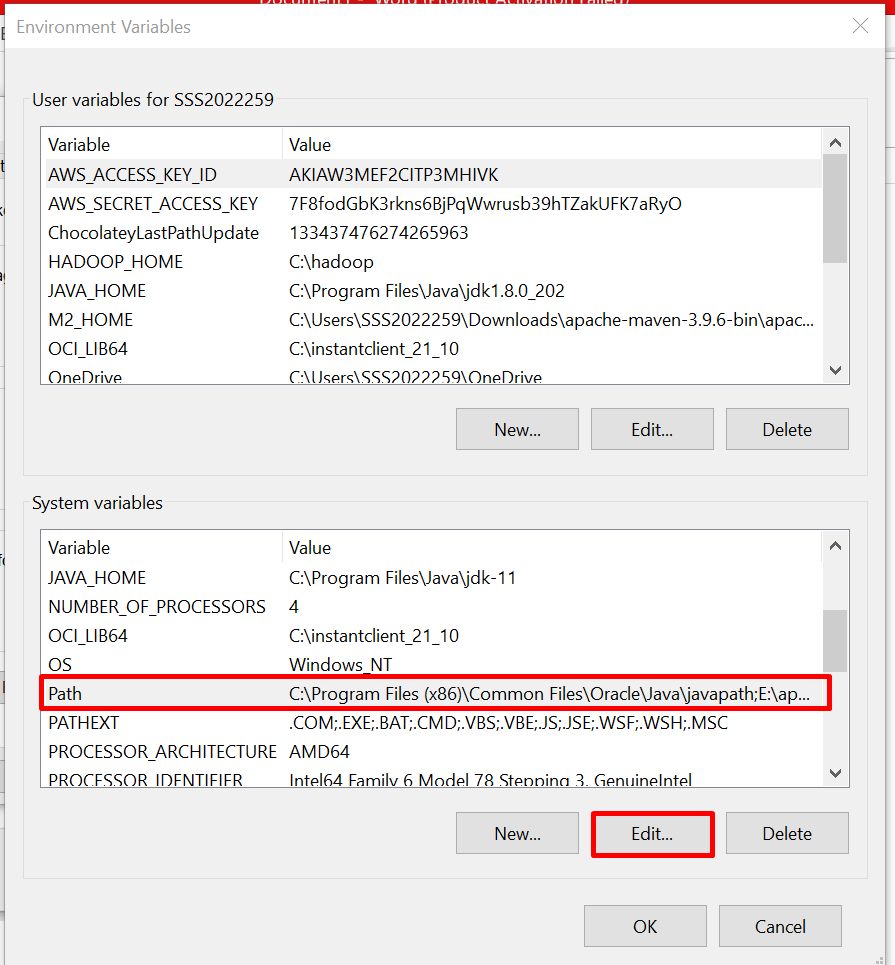 Document1 - Word (Product Activation Failed)
Environment Variables
User variables for SSS2022259
Variable Value
AWS_ACCESS_KEY_ID AKIAW3MEF2CITP3MHIVK
AWS_SECRET_ACCESS_KEY 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
ChocolateyLastPathUpdate 133437476274265963
HADOOP_HOME C:\hadoop
JAVA_HOME C:\Program Files\Java\jdk1.8.0_202
M2_HOME C:\Users\SSS2022259\Downloads\apache-maven-3.9.6-bin\apac...
OCI_LIB64 C:\instantclient_21_10
OneDrive C:\Users\SSS2022259\OneDrive
New... Edit... Delete
System variables
Variable Value
JAVA_HOME C:\Program Files\Java\jdk-11
NUMBER_OF_PROCESSORS 4
OCI_LIB64 C:\instantclient_21_10
OS Windows_NT
Path C:\Program Files (x86)\Common Files\Oracle\Java\javapath;E:\ap...
PATHEXT .COM;.EXE;.BAT;.CMD;.VBS;.VBE;.JS;.JSE;.WSF;.WSH;.MSC
PROCESSOR_ARCHITECTURE AMD64
PROCESSOR_IDENTIFIER Intel64 Family 6 Model 78 Stepping 3, GenuineIntel
New... Edit... Delete
OK Cancel